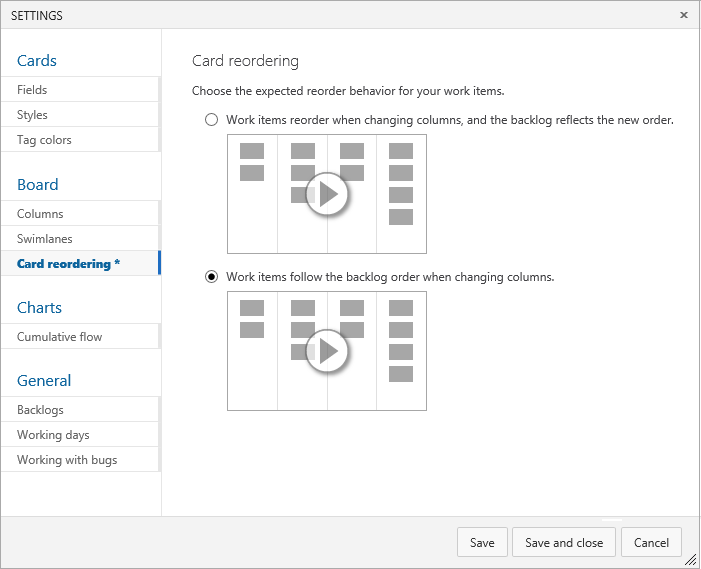 SETTINGS
Cards
Fields
Styles
Tag colors
Board
Columns
Swimlanes
Card reordering *
Charts
Cumulative flow
General
Backlogs
Working days
Working with bugs
Card reordering
Choose the expected reorder behavior for your work items.
Work items reorder when changing columns, and the backlog reflects the new order.
Work items follow the backlog order when changing columns.
Save
Save and close
Cancel